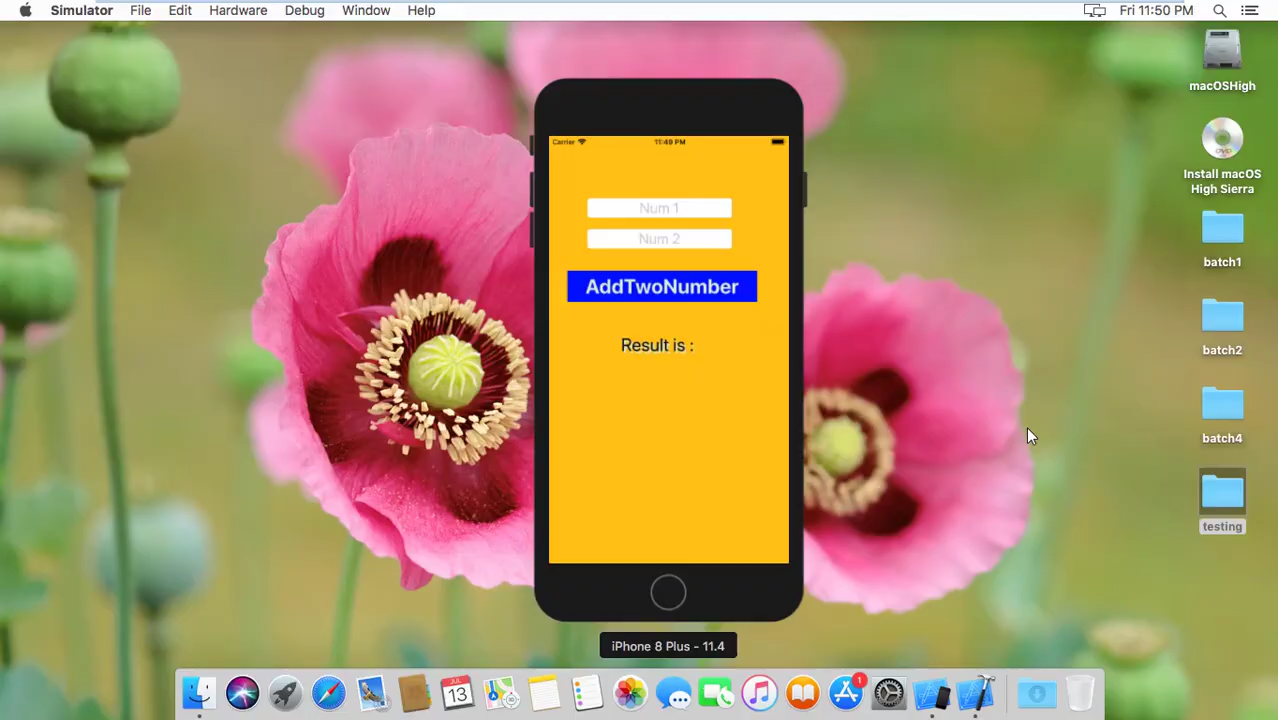 Simulator File Edit Hardware Debug Window Help Fri 11:50 PM
macOSHigh
Install macOS
High Sierra
batch1
batch2
batch4
testing
Carrier 11:49 PM
Num 1
Num 2
AddTwoNumber
Result is :
iPhone 8 Plus - 11.4
JUL
13
1